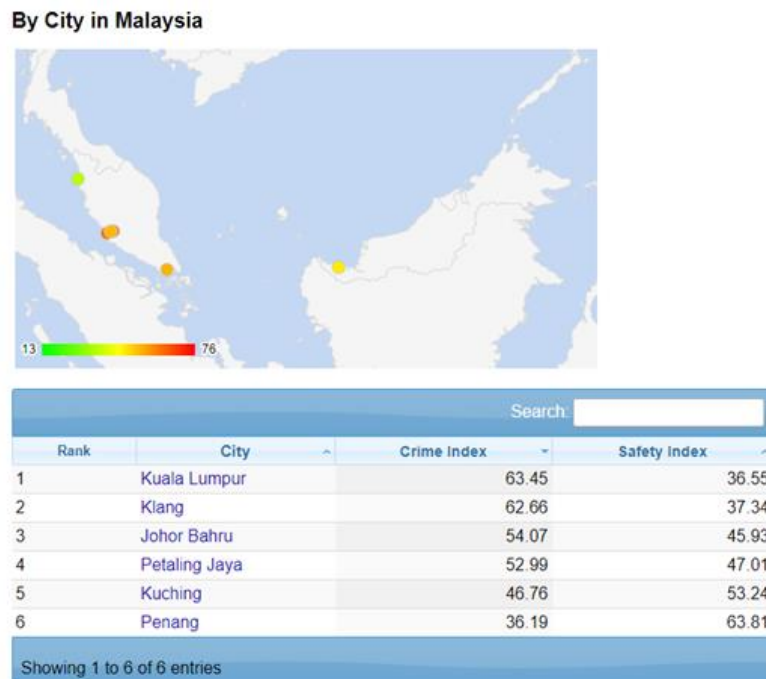 By City in Malaysia
13 76
Search:
Rank City Crime Index Safety Index
1 Kuala Lumpur 63.45 36.55
2 Klang 62.66 37.34
3 Johor Bahru 54.07 45.93
4 Petaling Jaya 52.99 47.01
5 Kuching 46.76 53.24
6 Penang 36.19 63.81
Showing 1 to 6 of 6 entries